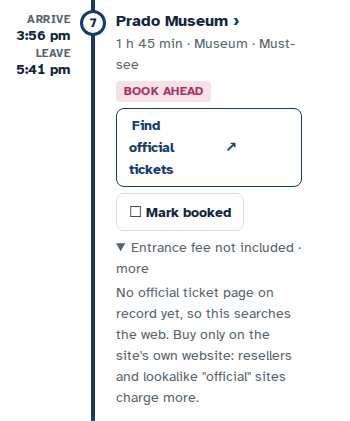 ARRIVE
3:56 pm
LEAVE
5:41 pm
7
Prado Museum ›
1 h 45 min · Museum · Must-
see
BOOK AHEAD
Find
official
tickets
↗
☐ Mark booked
▼ Entrance fee not included ·
more
No official ticket page on
record yet, so this searches
the web. Buy only on the
site's own website: resellers
and lookalike "official" sites
charge more.